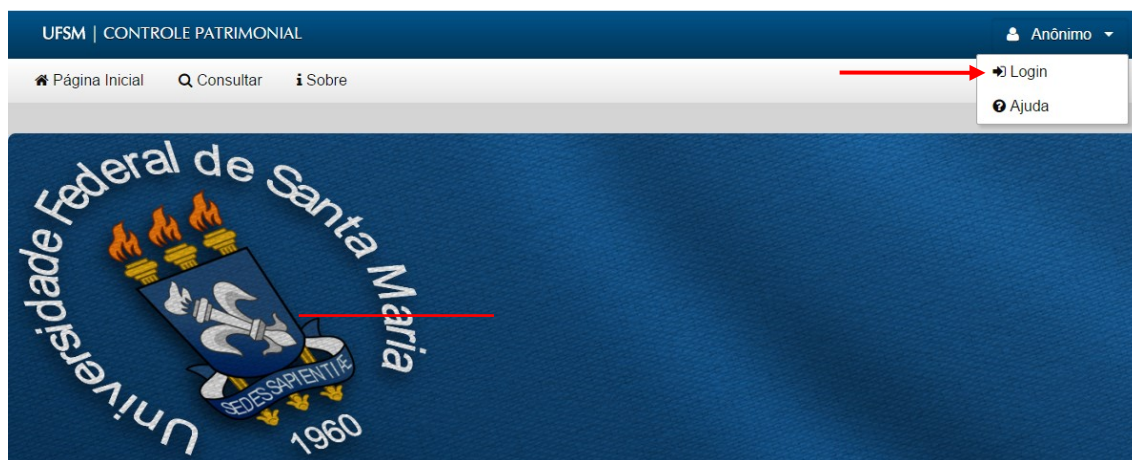 UFSM | CONTROLE PATRIMONIAL
Anônimo
Página Inicial
Consultar
Sobre
Login
Ajuda
Universidade Federal de Santa Maria
SEDES SAPIENTIÆ
1960